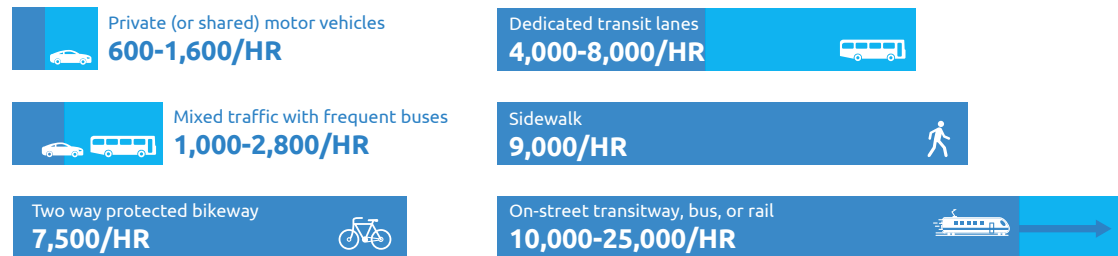 Private (or shared) motor vehicles
600-1,600/HR
Mixed traffic with frequent buses
1,000-2,800/HR
Two way protected bikeway
7,500/HR
Dedicated transit lanes
4,000-8,000/HR
Sidewalk
9,000/HR
On-street transitway, bus, or rail
10,000-25,000/HR